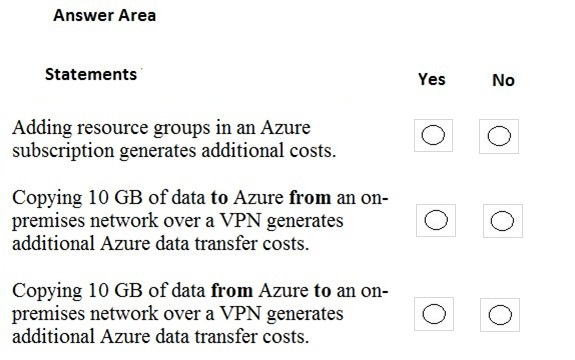 Answer Area
Statements
Yes No
Adding resource groups in an Azure
subscription generates additional costs.
Copying 10 GB of data to Azure from an on-
premises network over a VPN generates
additional Azure data transfer costs.
Copying 10 GB of data from Azure to an on-
premises network over a VPN generates
additional Azure data transfer costs.